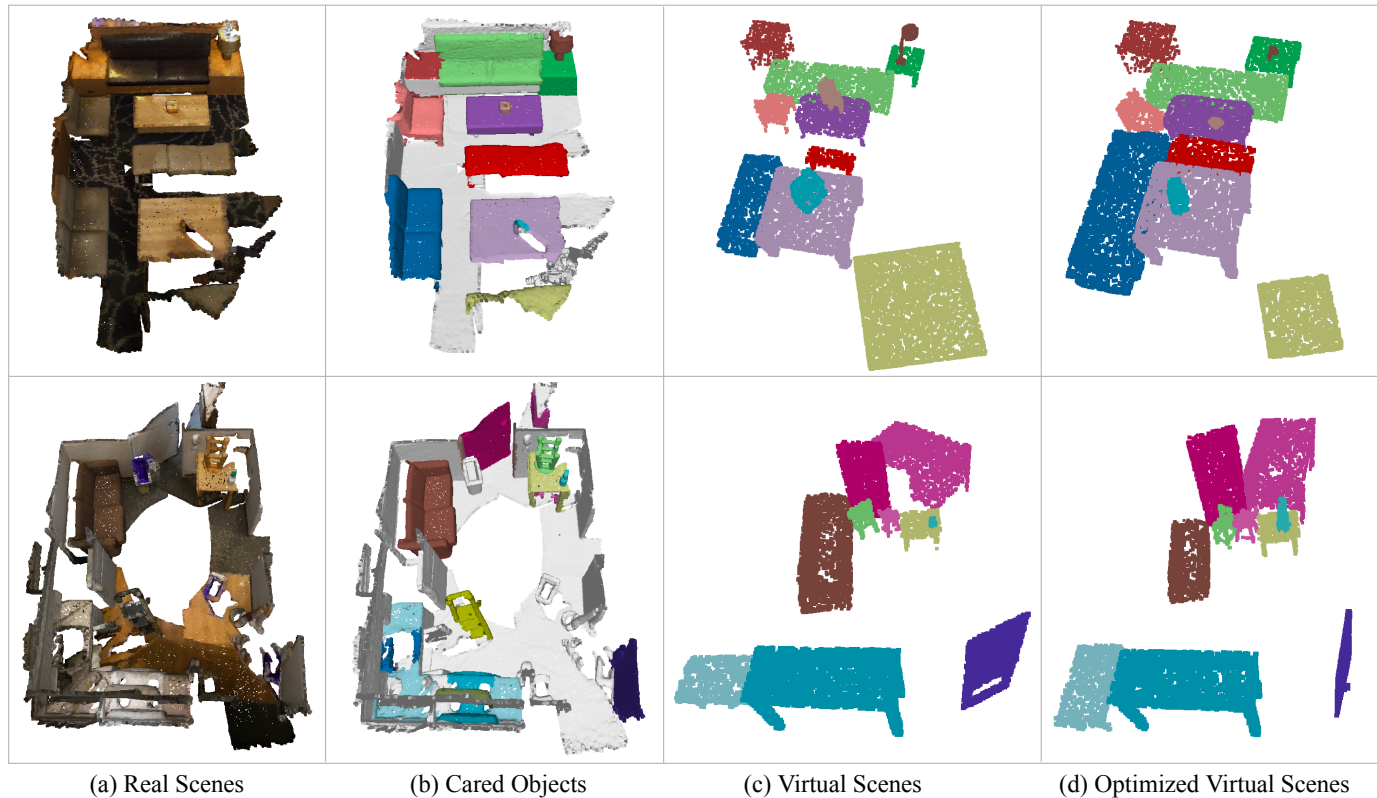 (a) Real Scenes
(b) Cared Objects
(c) Virtual Scenes
(d) Optimized Virtual Scenes